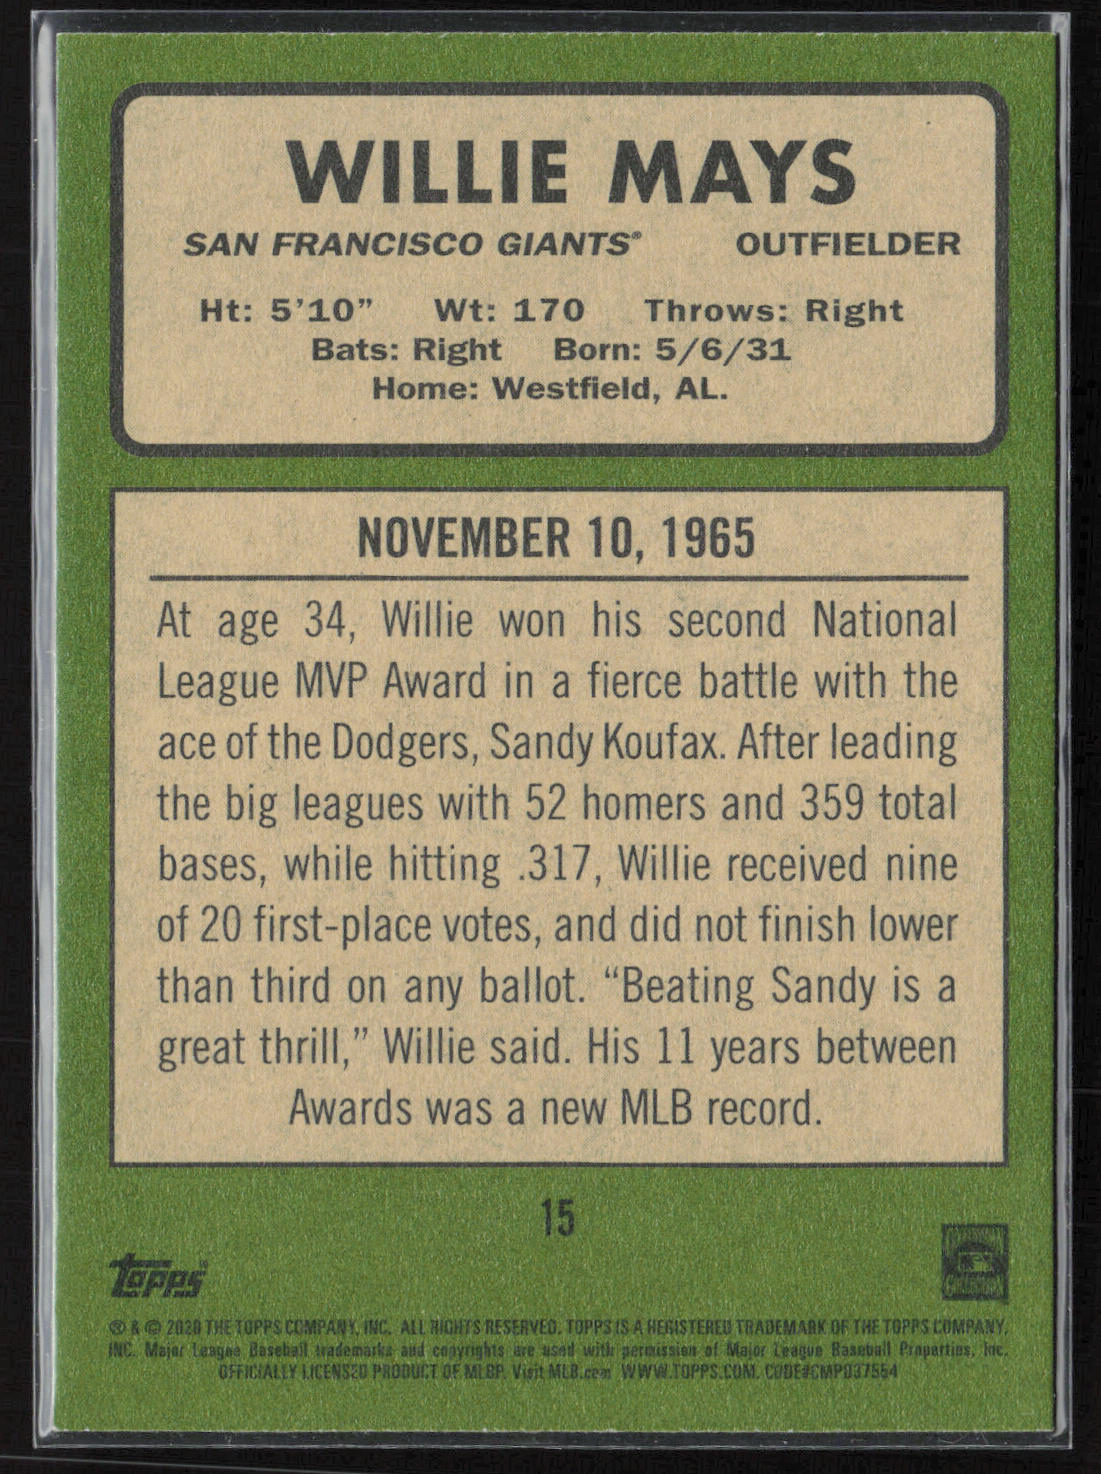 WILLIE MAYS
SAN FRANCISCO GIANTS® OUTFIELDER
Ht: 5'10” Wt: 170 Throws: Right
Bats: Right Born: 5/6/31
Home: Westfield, AL.
NOVEMBER 10, 1965
At age 34, Willie won his second National
League MVP Award in a fierce battle with the
ace of the Dodgers, Sandy Koufax. After leading
the big leagues with 52 homers and 359 total
bases, while hitting .317, Willie received nine
of 20 first-place votes, and did not finish lower
than third on any ballot. “Beating Sandy is a
great thrill,” Willie said. His 11 years between
Awards was a new MLB record.
15
topps
® & © 2020 THE TOPPS COMPANY, INC. ALL RIGHTS RESERVED. TOPPS IS A REGISTERED TRADEMARK OF THE TOPPS COMPANY,
INC. Major League Baseball trademarks and copyrights are used with permission of Major League Baseball Properties, Inc.
OFFICIALLY LICENSED PRODUCT OF MLBP. Visit MLB.com WWW.TOPPS.COM. CODE#CMP037554